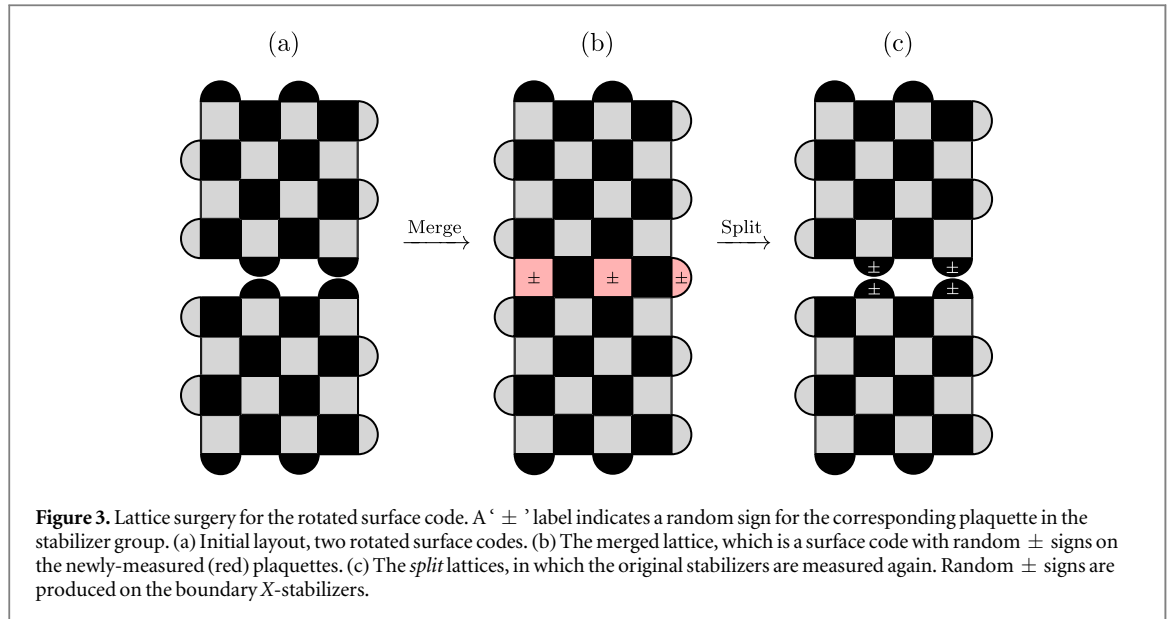 (a) (b) (c)
Merge Split
± ± ±
± ±
± ±
Figure 3. Lattice surgery for the rotated surface code. A ‘ ± ’ label indicates a random sign for the corresponding plaquette in the
stabilizer group. (a) Initial layout, two rotated surface codes. (b) The merged lattice, which is a surface code with random ± signs on
the newly-measured (red) plaquettes. (c) The split lattices, in which the original stabilizers are measured again. Random ± signs are
produced on the boundary X-stabilizers.